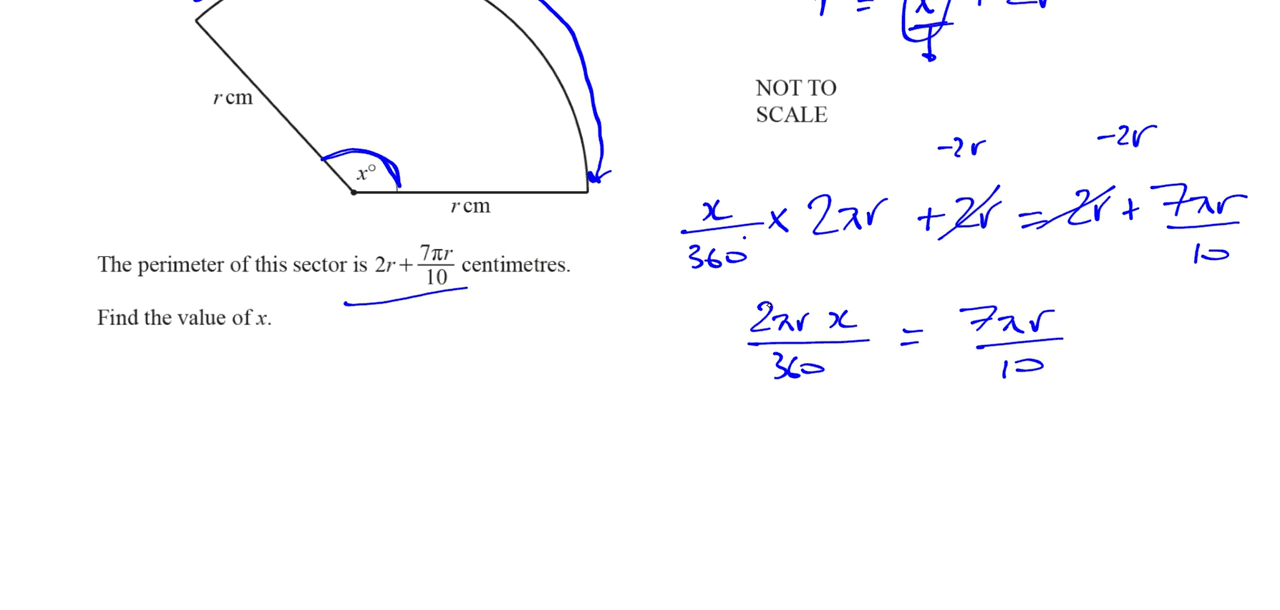 r cm
NOT TO
SCALE
-2r -2r
x°
r cm
x/360 × 2πr + 2r = 2r + 7πr/10
The perimeter of this sector is 2r + 7πr/10 centimetres.
Find the value of x.
2πr x/360 = 7πr/10